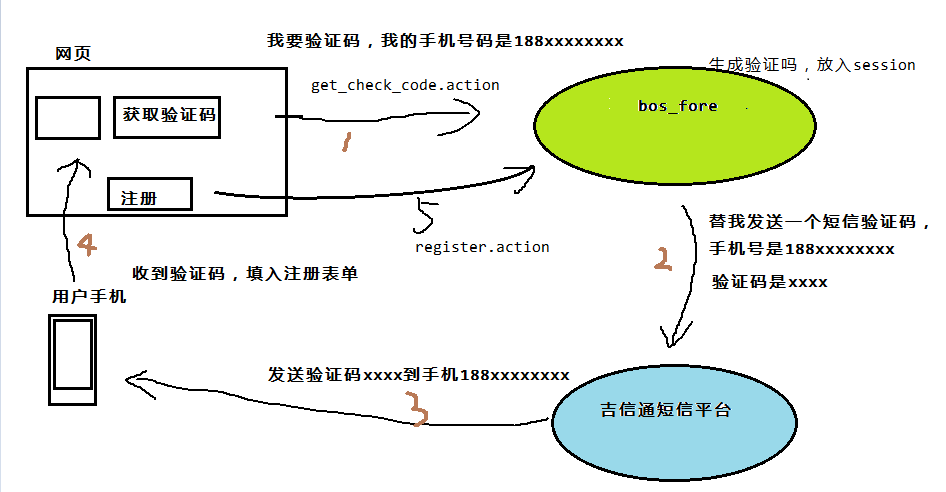 我要验证码，我的手机号码是188xxxxxxxx
网页
生成验证吗，放入session
get_check_code.action
bos_fore
获取验证码
1
注册
5
register.action
替我发送一个短信验证码，
手机号是188xxxxxxxx
验证码是xxxx
2
4
收到验证码，填入注册表单
用户手机
发送验证码xxxx到手机188xxxxxxxx
3
吉信通短信平台